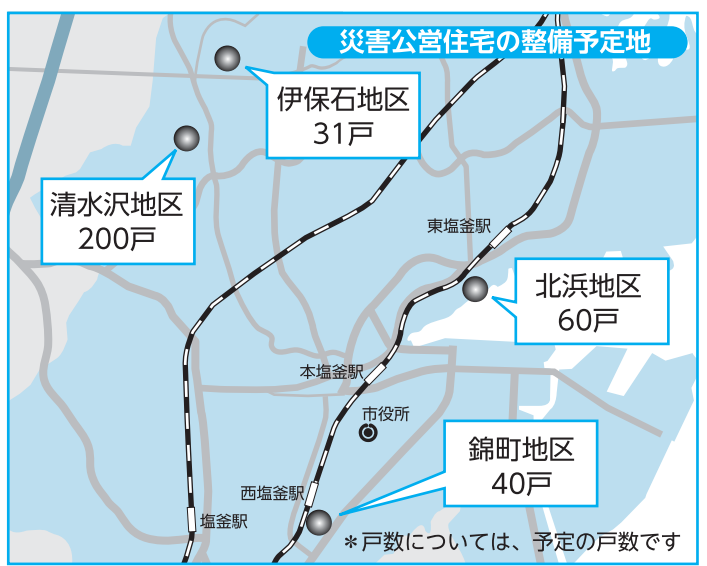 災害公営住宅の整備予定地
伊保石地区
31戸
清水沢地区
200戸
東塩釜駅
北浜地区
60戸
本塩釜駅
市役所
錦町地区
40戸
西塩釜駅
塩釜駅
＊戸数については、予定の戸数です